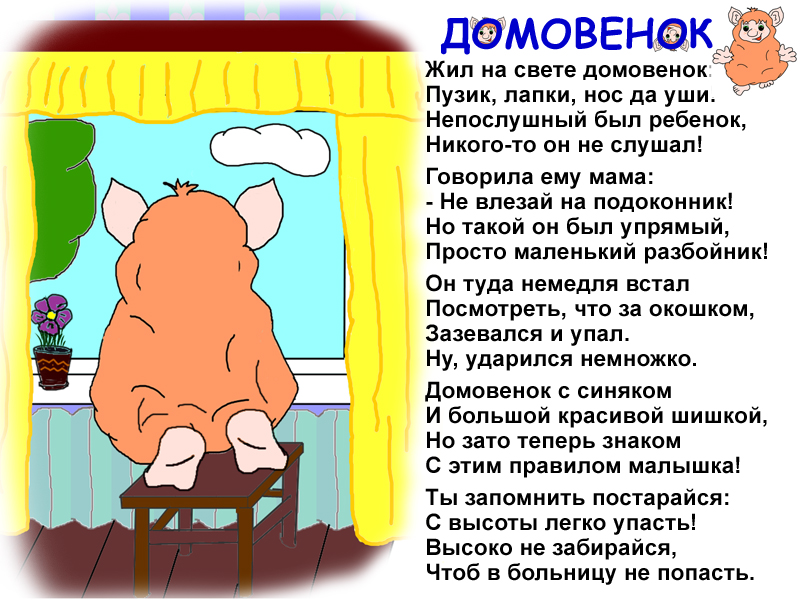 ДОМОВЕНОК
Жил на свете домовенок:
Пузик, лапки, нос да уши.
Непослушный был ребенок,
Никого-то он не слушал!
Говорила ему мама:
- Не влезай на подоконник!
Но такой он был упрямый,
Просто маленький разбойник!
Он туда немедля встал
Посмотреть, что за окошком,
Зазевался и упал.
Ну, ударился немножко.
Домовенок с синяком
И большой красивой шишкой,
Но зато теперь знаком
С этим правилом малышка!
Ты запомнить постарайся:
С высоты легко упасть!
Высоко не забирайся,
Чтоб в больницу не попасть.